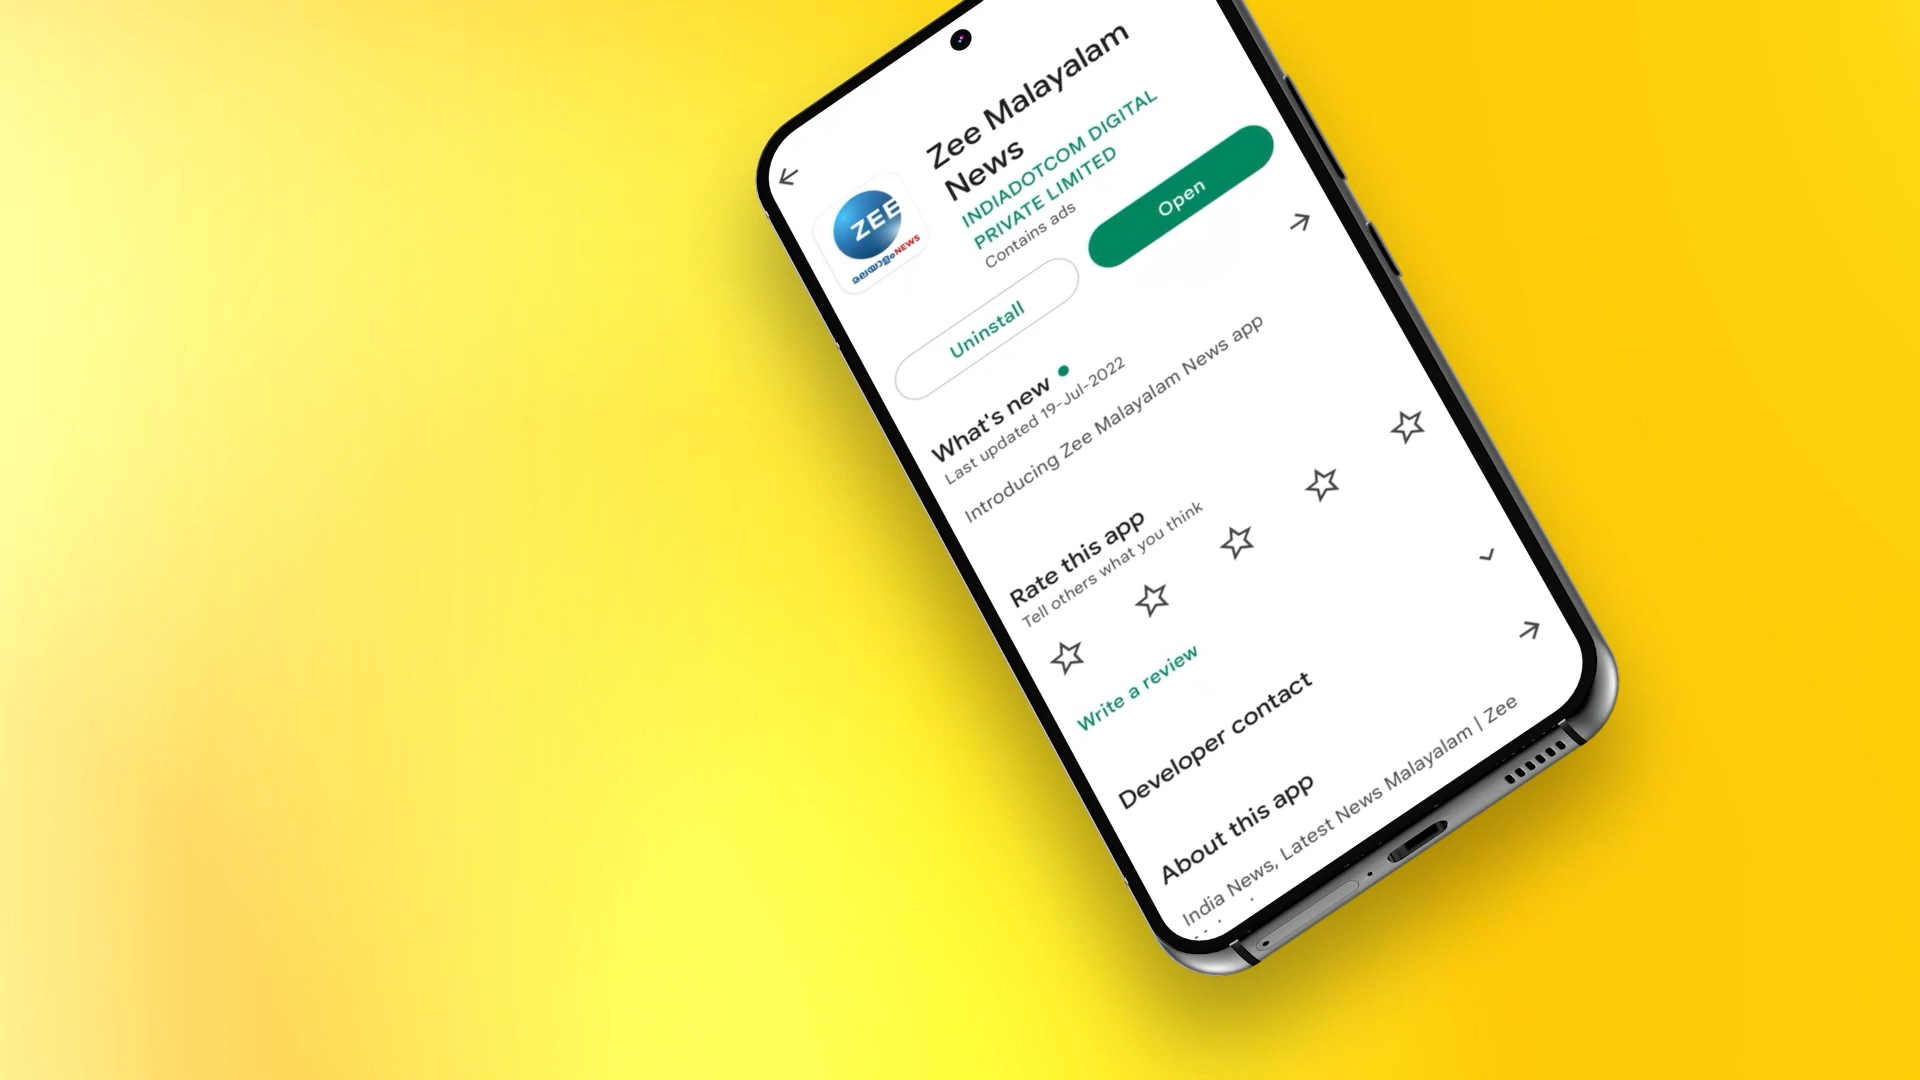 Zee Malayalam
News
INDIADOTCOM DIGITAL
PRIVATE LIMITED
Contains ads
ZEE
മലയാളംNEWS
Uninstall
Open
What's new
Last updated 19-Jul-2022
Introducing Zee Malayalam News app
Rate this app
Tell others what you think
Write a review
Developer contact
About this app
India News, Latest News Malayalam | Zee